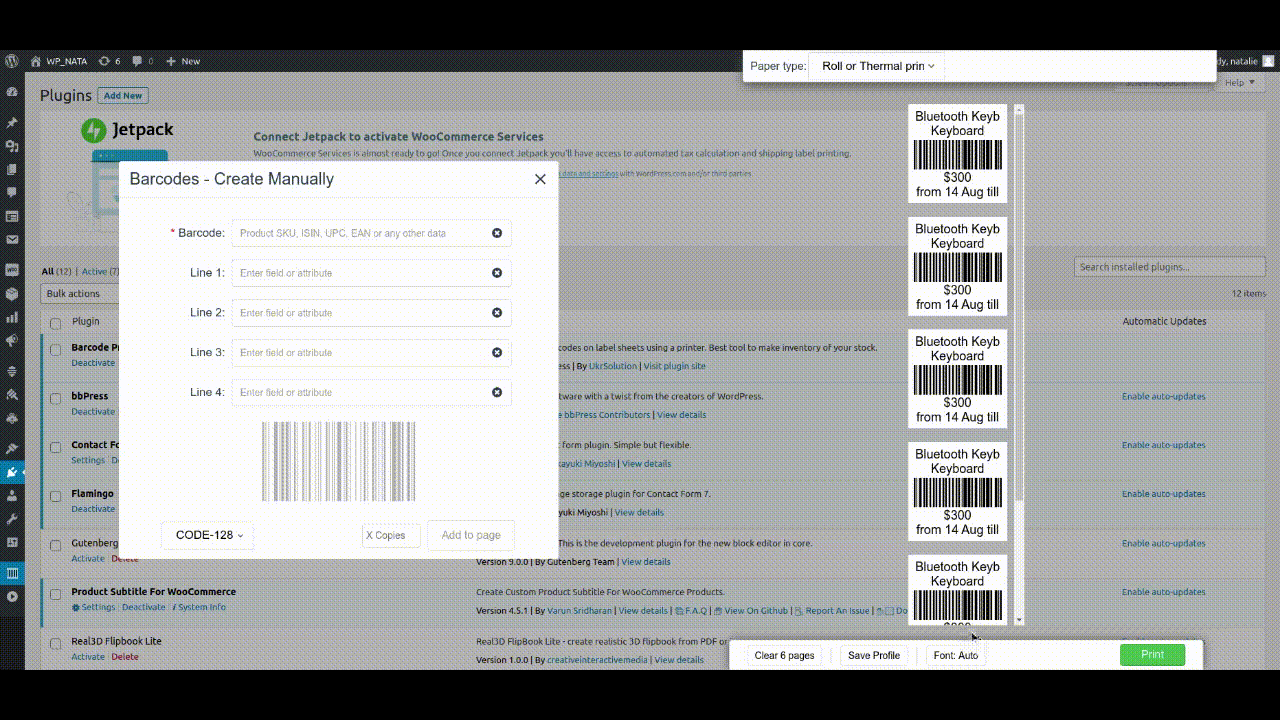 WP_NATA 6 0 New
dy, natalie
Paper type: Roll or Thermal prin
Plugins Add New
Help
Jetpack
Connect Jetpack to activate WooCommerce Services
WooCommerce Services is almost ready to go! Once you connect Jetpack you'll have access to automated tax calculation and shipping label printing.
data and settings with WordPress.com and/or third parties
Barcodes - Create Manually
* Barcode: Product SKU, ISIN, UPC, EAN or any other data
Line 1: Enter field or attribute
Line 2: Enter field or attribute
Line 3: Enter field or attribute
Line 4: Enter field or attribute
CODE-128
X Copies
Add to page
Bluetooth Keyb
Keyboard
$300
from 14 Aug till
Bluetooth Keyb
Keyboard
$300
from 14 Aug till
Bluetooth Keyb
Keyboard
$300
from 14 Aug till
Bluetooth Keyb
Keyboard
$300
from 14 Aug till
Bluetooth Keyb
Keyboard
All (12) | Active (7)
Search installed plugins...
Bulk actions
12 items
Plugin
Automatic Updates
Barcode Pr
codes on label sheets using a printer. Best tool to make inventory of your stock.
Deactivate
ess | By UkrSolution | Visit plugin site
bbPress
tware with a twist from the creators of WordPress.
Enable auto-updates
Deactivate
e bbPress Contributors | View details
Contact Fo
form plugin. Simple but flexible.
Enable auto-updates
Settings
akayuki Miyoshi | View details
Flamingo
ge storage plugin for Contact Form 7.
Enable auto-updates
Deactivate
yuki Miyoshi | View details
Gutenberg
This is the development plugin for the new block editor in core.
Enable auto-updates
Activate | Delete
Version 9.0.0 | By Gutenberg Team | View details
Product Subtitle For WooCommerce
Create Custom Product Subtitle For WooCommerce Products.
Enable auto-updates
Settings | Deactivate | i System Info
Version 4.5.1 | By Varun Sridharan | View details | F.A.Q | View On Github | Report An Issue | Do
Real3D Flipbook Lite
Real3D FlipBook Lite - create realistic 3D flipbook from PDF or
Activate | Delete
Version 1.0.0 | By creativeinteractivemedia | View details
Clear 6 pages
Save Profile
Font: Auto
Print